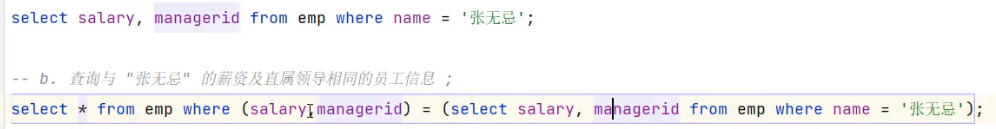 select salary, managerid from emp where name = '张无忌';
-- b. 查询与 "张无忌" 的薪资及直属领导相同的员工信息 ;
select * from emp where (salary,managerid) = (select salary, managerid from emp where name = '张无忌');